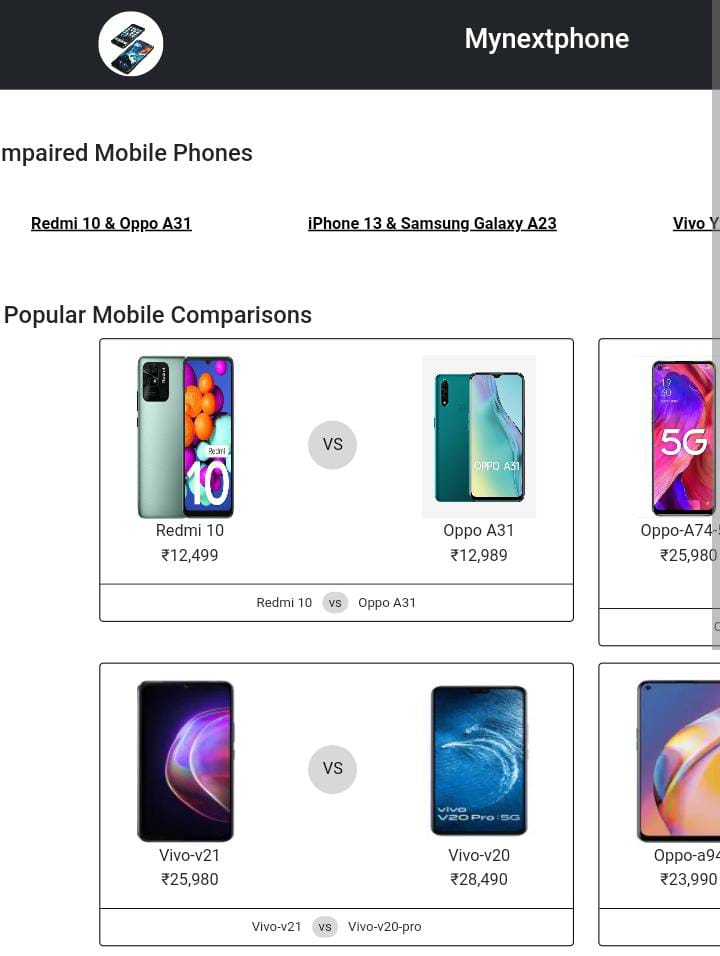 Mynextphone
mpaired Mobile Phones
Redmi 10 & Oppo A31
iPhone 13 & Samsung Galaxy A23
Vivo Y
Popular Mobile Comparisons
Redmi
10
VS
OPPO A31
19
5G
Redmi 10
₹12,499
Oppo A31
₹12,989
Oppo-A74-5
₹25,980
Redmi 10 vs Oppo A31
VS
vivo
V20 Pro 5G
Vivo-v21
₹25,980
Vivo-v20
₹28,490
Oppo-a94
₹23,990
Vivo-v21 vs Vivo-v20-pro